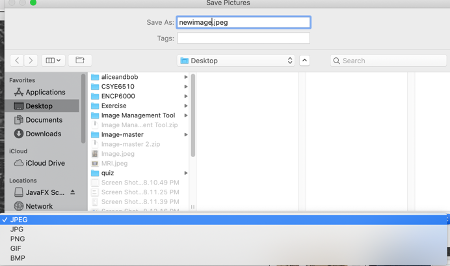 Save Pictures
Save As: newimage.jpeg
Tags:
Desktop
Search
Favorites
Applications
Desktop
Documents
Downloads
iCloud
iCloud Drive
Locations
JavaFX Sc...
Network
aliceandbob
CSYE6510
ENCP6000
Exercise
Image Management Tool
Image Mana...ent Tool.zip
Image-master
Image-master 2.zip
Image.jpeg
MRI.jpeg
quiz
Screen Shot...8.10.49 PM
Screen Shot...8.11.25 PM
Screen Shot...8.11.39 PM
JPEG
JPG
PNG
GIF
BMP